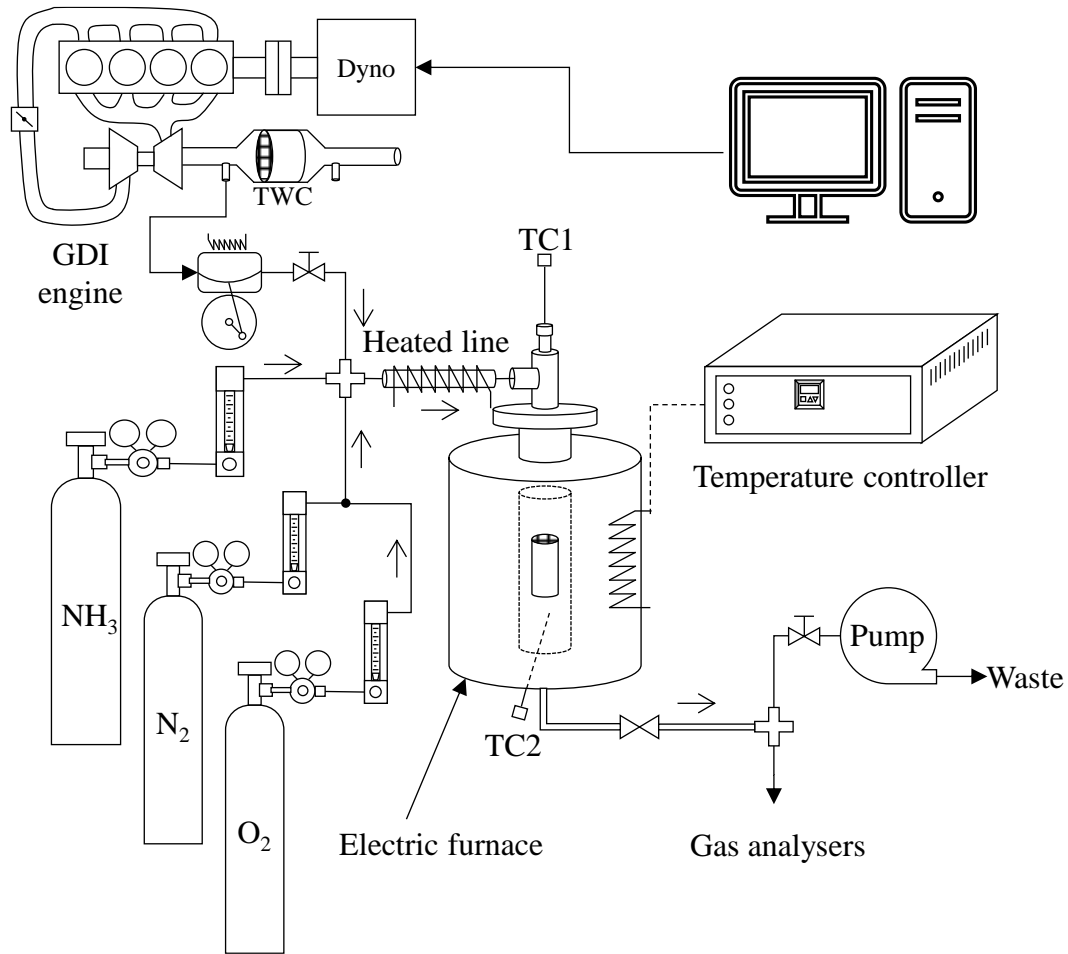 Dyno
TWC
GDI
engine
TC1
Heated line
Temperature controller
NH₃
N₂
O₂
Pump
Waste
TC2
Electric furnace
Gas analysers